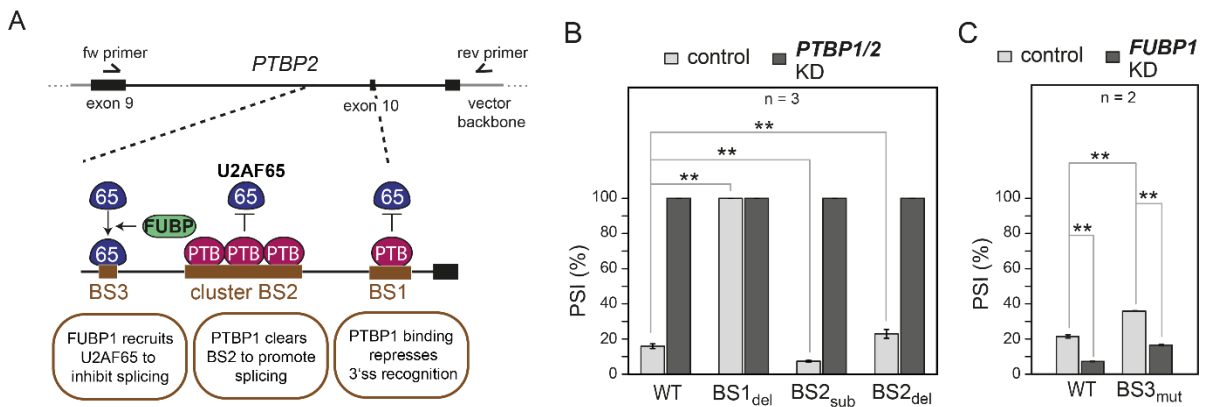 A
fw primer
PTBP2
rev primer
exon 9
exon 10
vector
backbone
U2AF65
65
65
65
FUBP
65
PTB
PTB
PTB
PTB
BS3
cluster BS2
BS1
FUBP1 recruits
U2AF65 to
inhibit splicing
PTBP1 clears
BS2 to promote
splicing
PTBP1 binding
represses
3'ss recognition
B
control
PTBP1/2
KD
n = 3
**
**
**
PSI (%)
100
80
60
40
20
0
WT
BS1del
BS2sub
BS2del
C
control
FUBP1
KD
n = 2
**
**
**
PSI (%)
100
80
60
40
20
0
WT
BS3mut